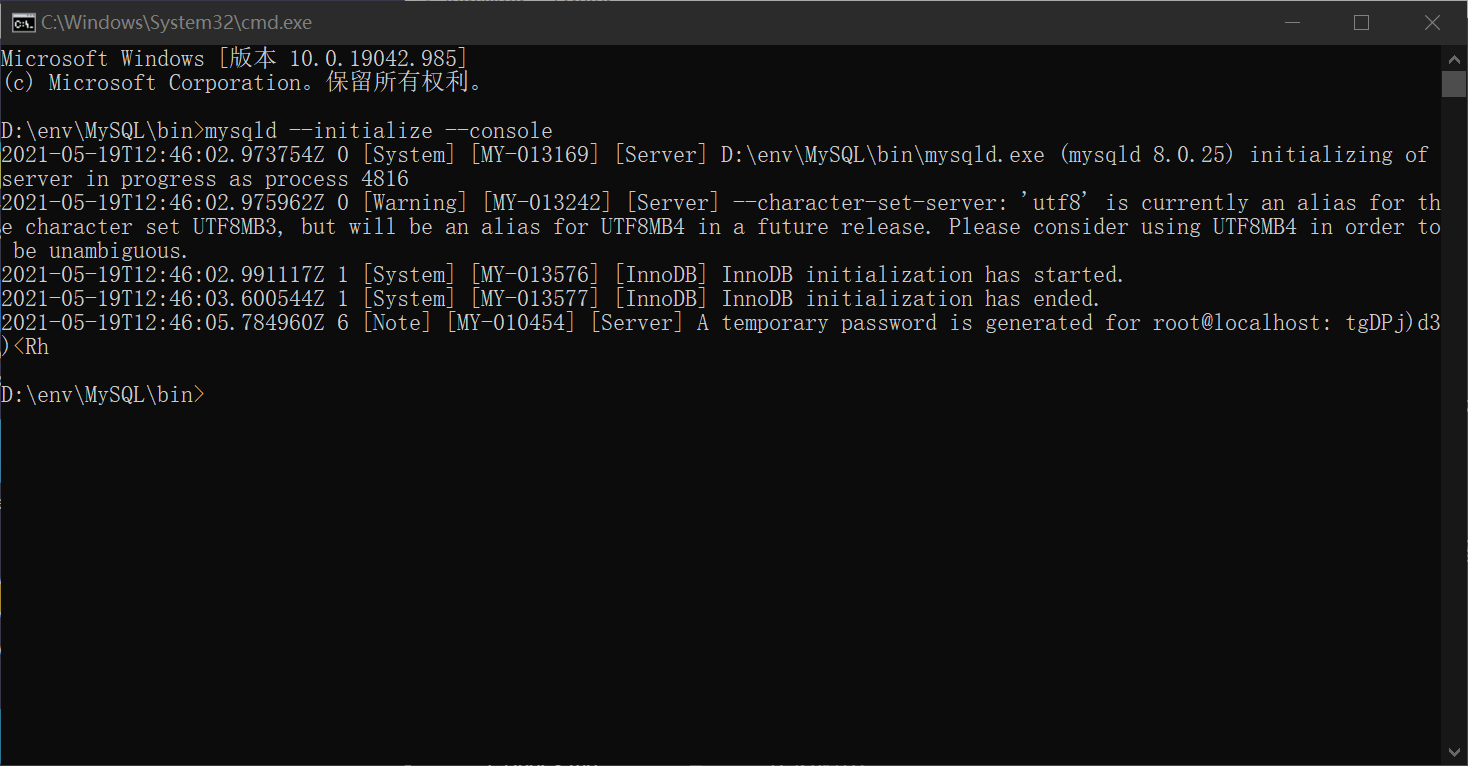 C:\Windows\System32\cmd.exe
Microsoft Windows [版本 10.0.19042.985]
(c) Microsoft Corporation。保留所有权利。
D:\env\MySQL\bin>mysqld --initialize --console
2021-05-19T12:46:02.973754Z 0 [System] [MY-013169] [Server] D:\env\MySQL\bin\mysqld.exe (mysqld 8.0.25) initializing of
server in progress as process 4816
2021-05-19T12:46:02.975962Z 0 [Warning] [MY-013242] [Server] --character-set-server: 'utf8' is currently an alias for th
e character set UTF8MB3, but will be an alias for UTF8MB4 in a future release. Please consider using UTF8MB4 in order to
 be unambiguous.
2021-05-19T12:46:02.991117Z 1 [System] [MY-013576] [InnoDB] InnoDB initialization has started.
2021-05-19T12:46:03.600544Z 1 [System] [MY-013577] [InnoDB] InnoDB initialization has ended.
2021-05-19T12:46:05.784960Z 6 [Note] [MY-010454] [Server] A temporary password is generated for root@localhost: tgDPj)d3
)<Rh
D:\env\MySQL\bin>